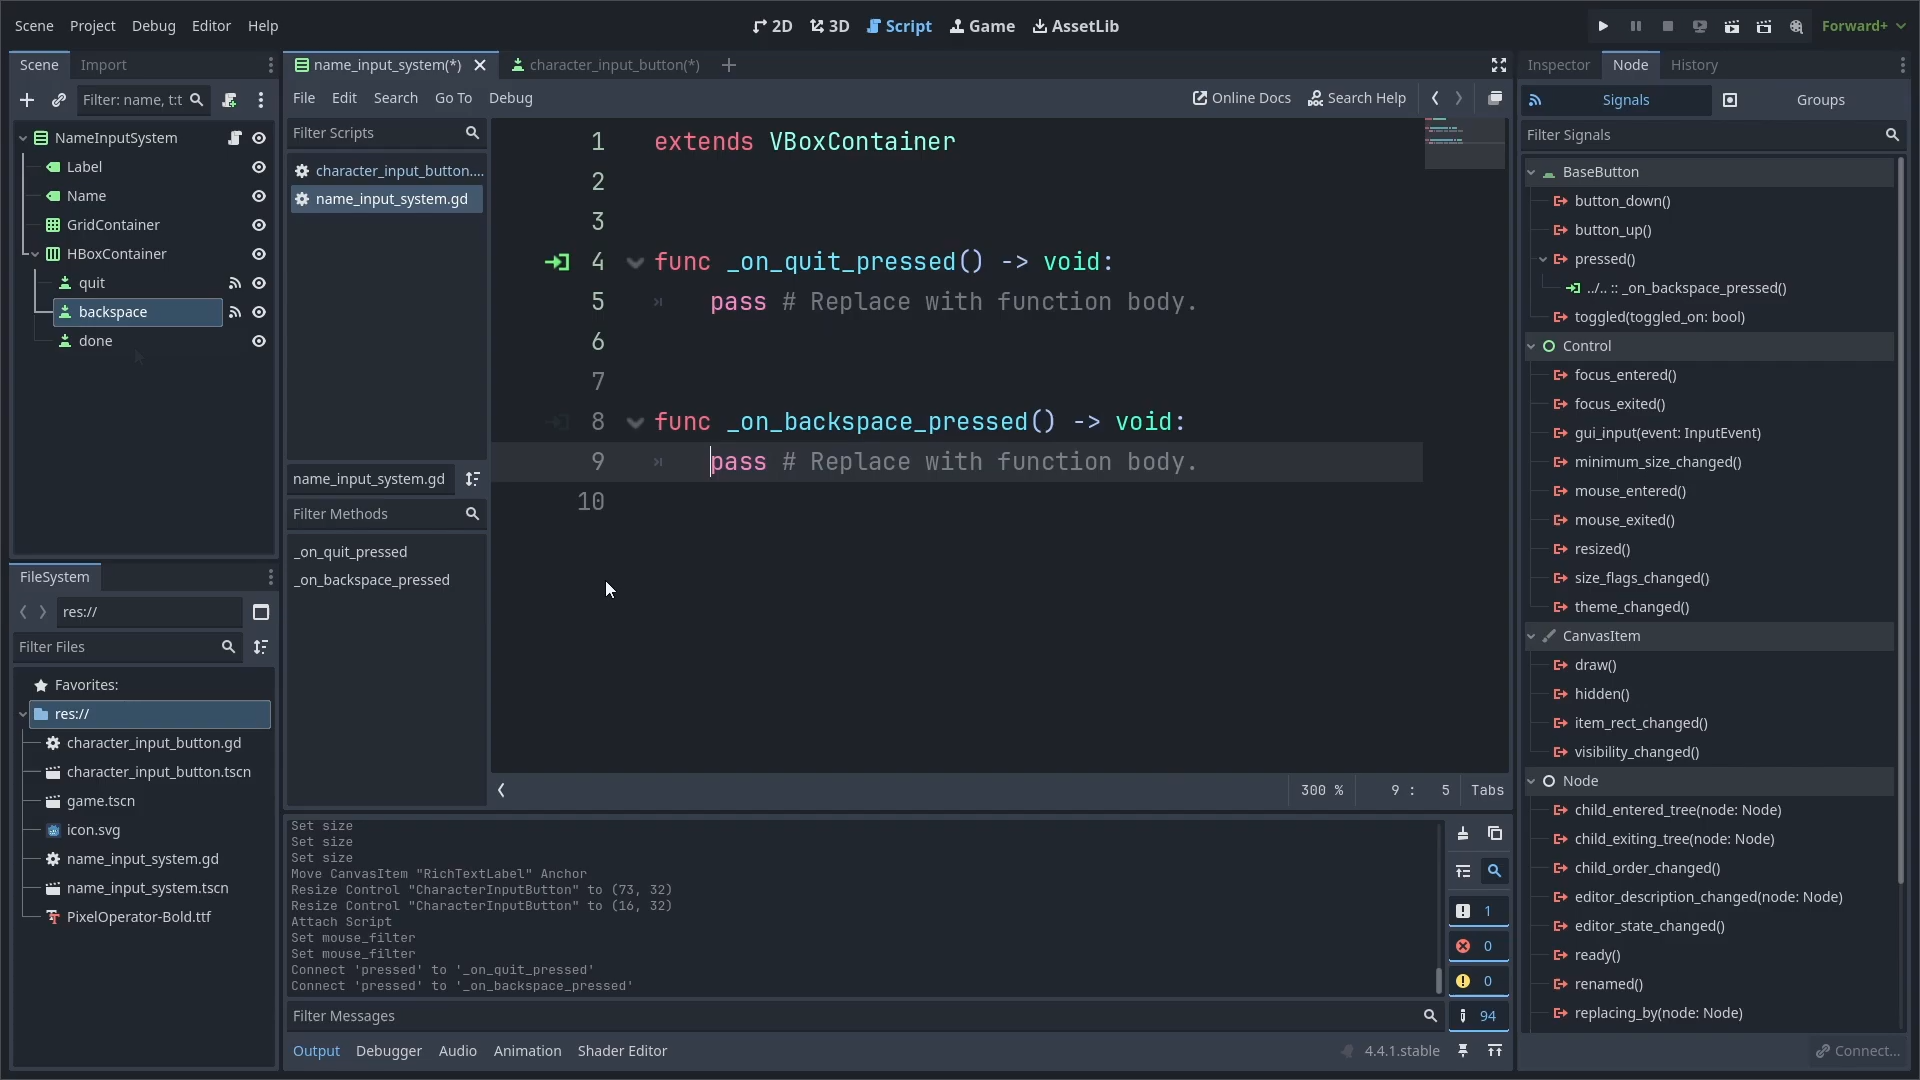 Scene Project Debug Editor Help
2D 3D Script Game AssetLib
Forward+
Scene Import
Filter: name, t:t
NameInputSystem
Label
Name
GridContainer
HBoxContainer
quit
backspace
done
FileSystem
res://
Filter Files
Favorites:
res://
character_input_button.gd
character_input_button.tscn
game.tscn
icon.svg
name_input_system.gd
name_input_system.tscn
PixelOperator-Bold.ttf
name_input_system(*) character_input_button(*)
File Edit Search Go To Debug
Online Docs Search Help
Filter Scripts
character_input_button....
name_input_system.gd
name_input_system.gd
Filter Methods
_on_quit_pressed
_on_backspace_pressed
1 extends VBoxContainer
2
3
4 func _on_quit_pressed() -> void:
5 pass # Replace with function body.
6
7
8 func _on_backspace_pressed() -> void:
9 pass # Replace with function body.
10
300 % 9 : 5 Tabs
Set size
Set size
Set size
Move CanvasItem "RichTextLabel" Anchor
Resize Control "CharacterInputButton" to (73, 32)
Resize Control "CharacterInputButton" to (16, 32)
Attach Script
Set mouse_filter
Set mouse_filter
Connect 'pressed' to '_on_quit_pressed'
Connect 'pressed' to '_on_backspace_pressed'
Filter Messages
1
0
0
94
Output Debugger Audio Animation Shader Editor
4.4.1.stable
Inspector Node History
Signals Groups
Filter Signals
BaseButton
button_down()
button_up()
pressed()
../.. :: _on_backspace_pressed()
toggled(toggled_on: bool)
Control
focus_entered()
focus_exited()
gui_input(event: InputEvent)
minimum_size_changed()
mouse_entered()
mouse_exited()
resized()
size_flags_changed()
theme_changed()
CanvasItem
draw()
hidden()
item_rect_changed()
visibility_changed()
Node
child_entered_tree(node: Node)
child_exiting_tree(node: Node)
child_order_changed()
editor_description_changed(node: Node)
editor_state_changed()
ready()
renamed()
replacing_by(node: Node)
Connect...